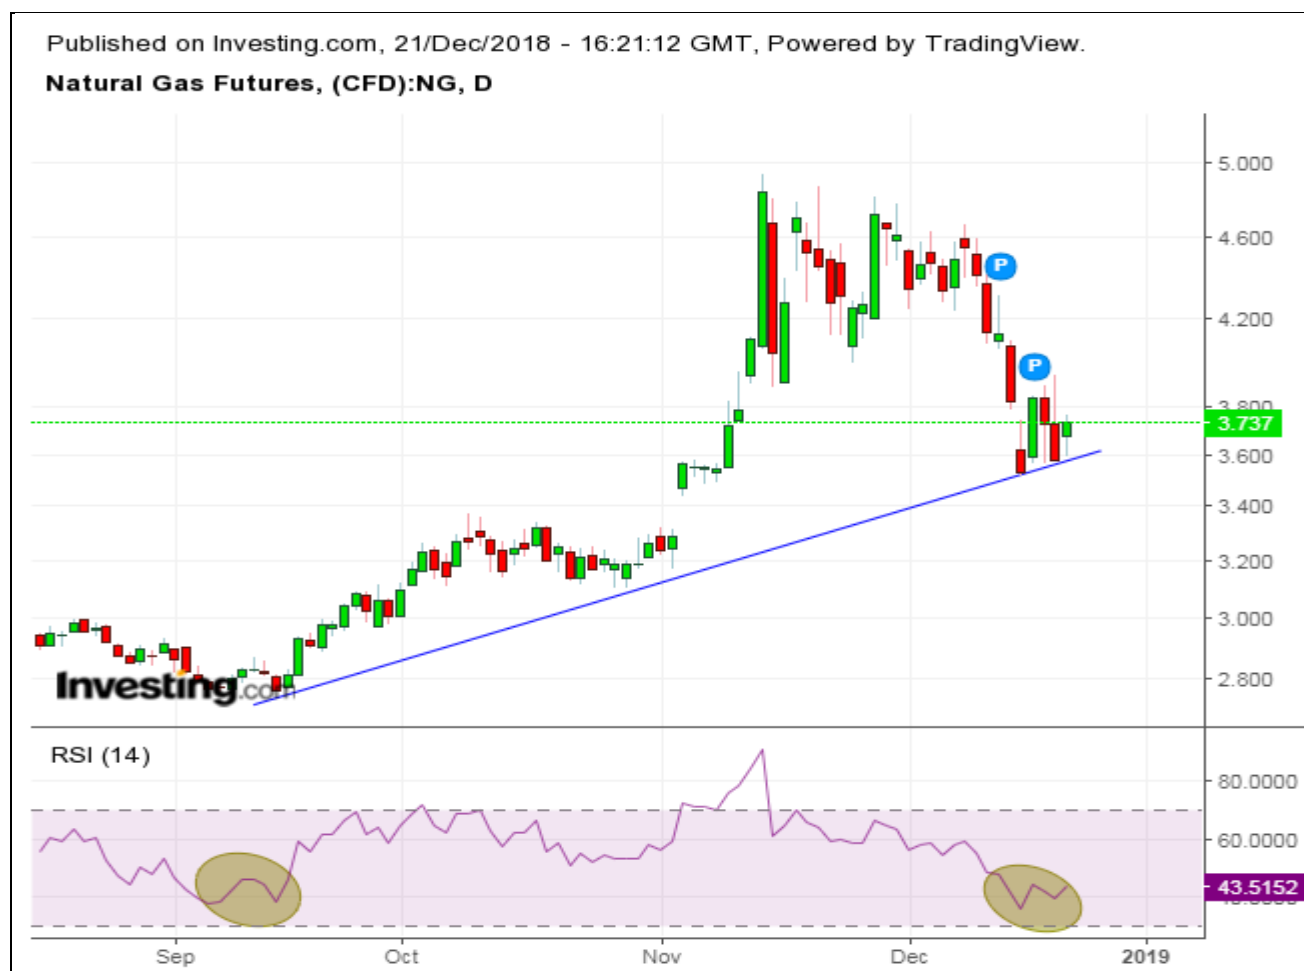 Published on Investing.com, 21/Dec/2018 - 16:21:12 GMT, Powered by TradingView.
Natural Gas Futures, (CFD):NG, D
5.000
4.600
P
4.200
P
3.800
3.737
3.600
3.400
3.200
3.000
2.800
Investing.com
RSI (14)
80.0000
60.0000
43.5152
Sep Oct Nov Dec 2019